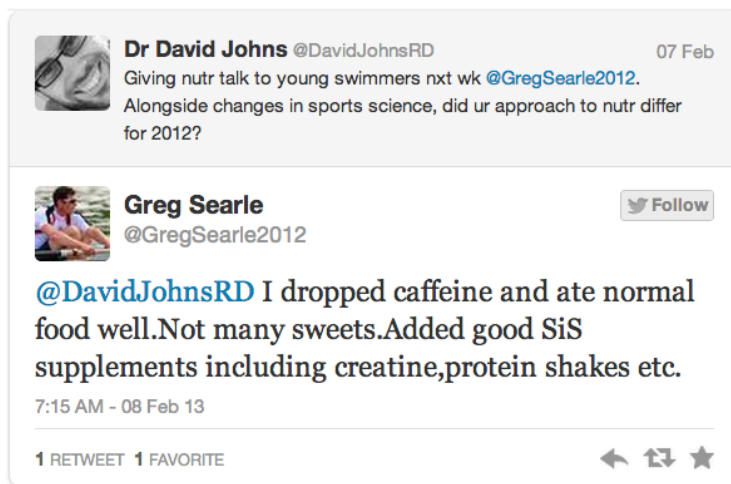 Dr David Johns @DavidJohnsRD 07 Feb
Giving nutr talk to young swimmers nxt wk @GregSearle2012.
Alongside changes in sports science, did ur approach to nutr differ
for 2012?
Greg Searle Follow
@GregSearle2012
@DavidJohnsRD I dropped caffeine and ate normal
food well.Not many sweets.Added good SiS
supplements including creatine,protein shakes etc.
7:15 AM - 08 Feb 13
1 RETWEET 1 FAVORITE